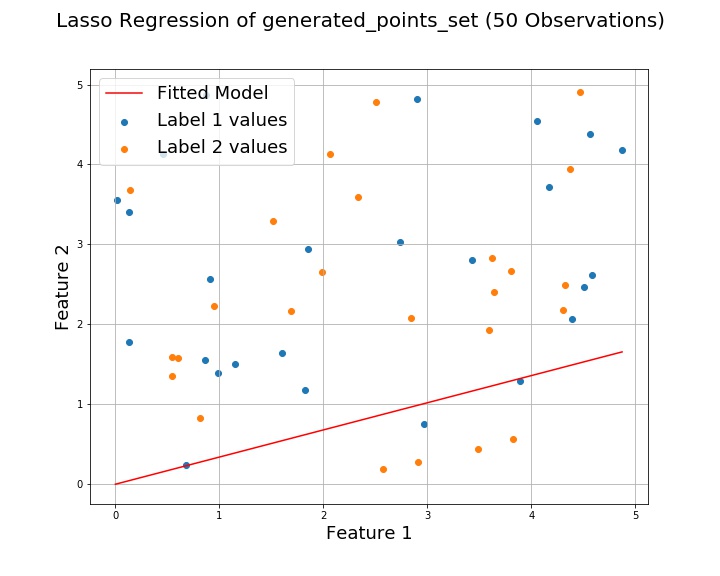 Lasso Regression of generated_points_set (50 Observations)
Fitted Model
Label 1 values
Label 2 values
5
4
3
2
1
0
Feature 2
0 1 2 3 4 5
Feature 1